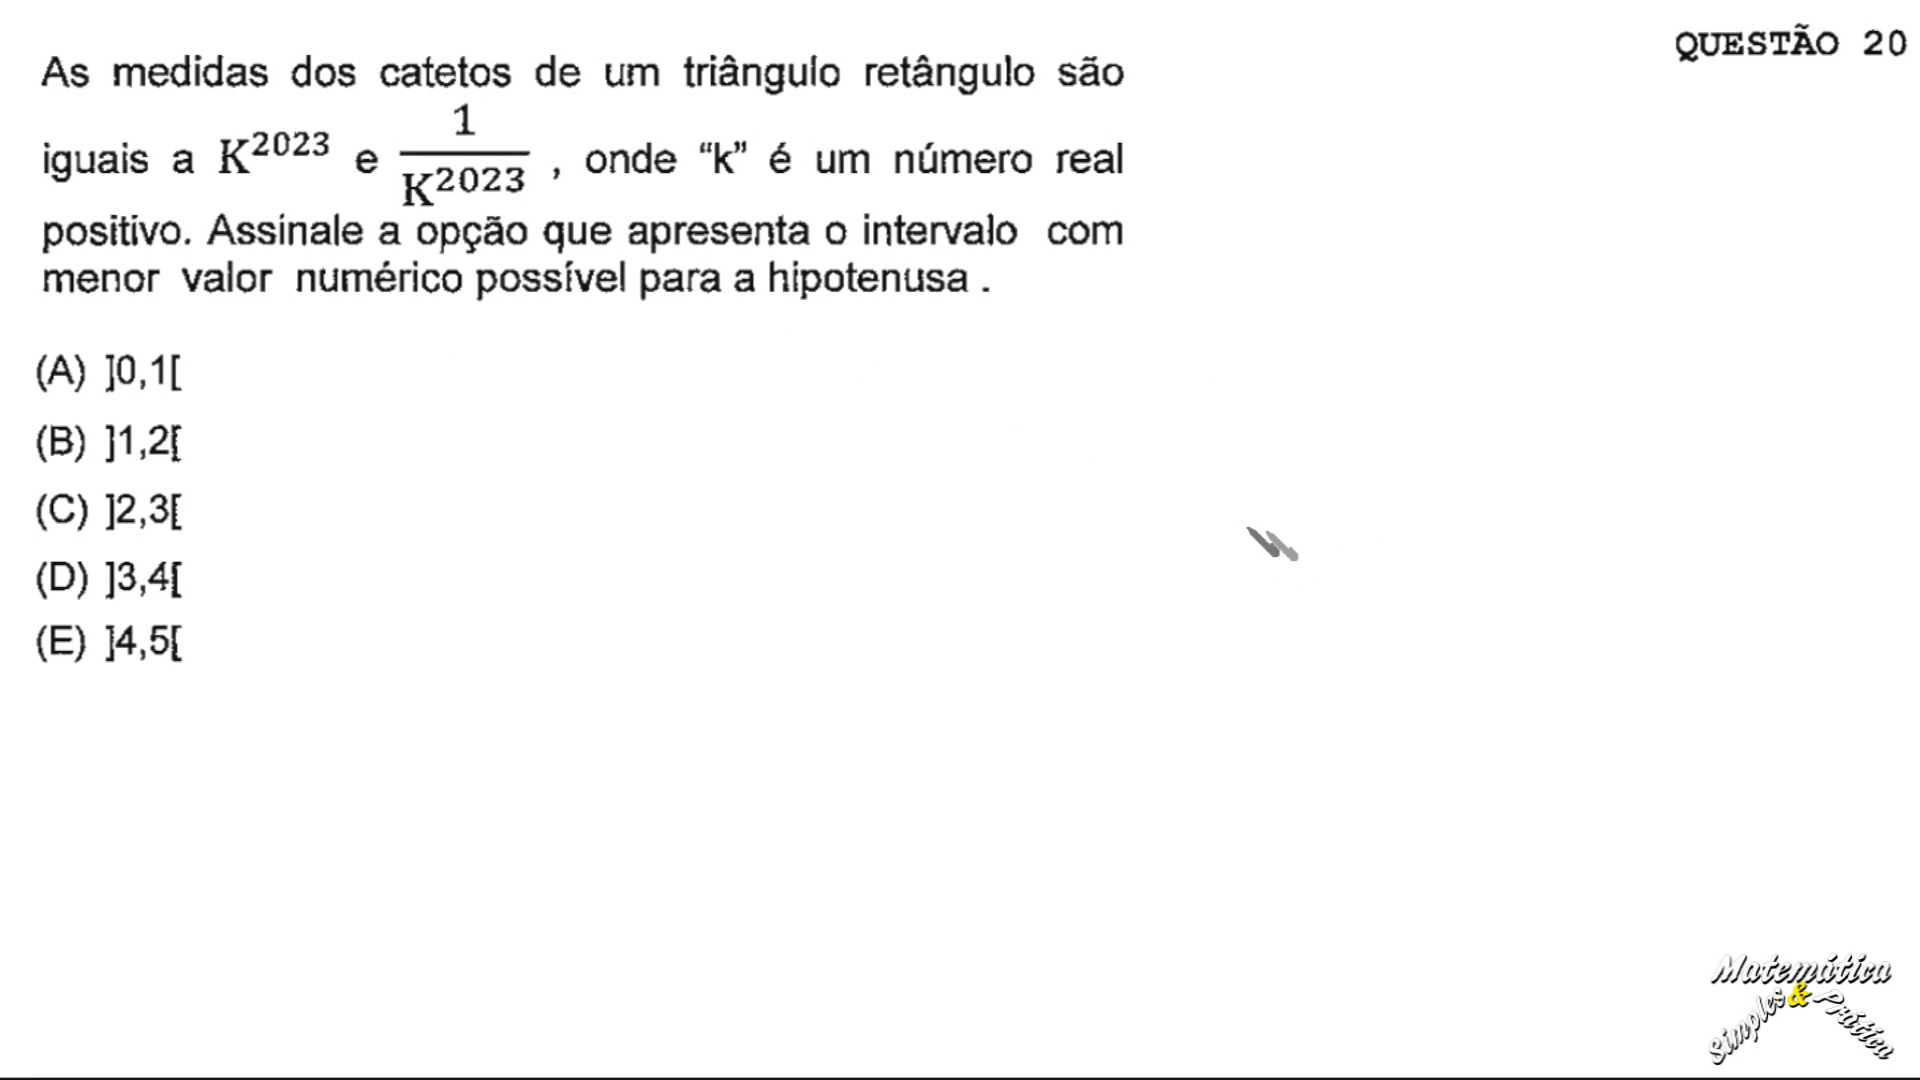 QUESTÃO 20
As medidas dos catetos de um triângulo retângulo são
iguais a K^2023 e 1/K^2023 , onde “k” é um número real
positivo. Assinale a opção que apresenta o intervalo com
menor valor numérico possível para a hipotenusa .
(A) ]0,1[
(B) ]1,2[
(C) ]2,3[
(D) ]3,4[
(E) ]4,5[
Matemática
Simples & Prática